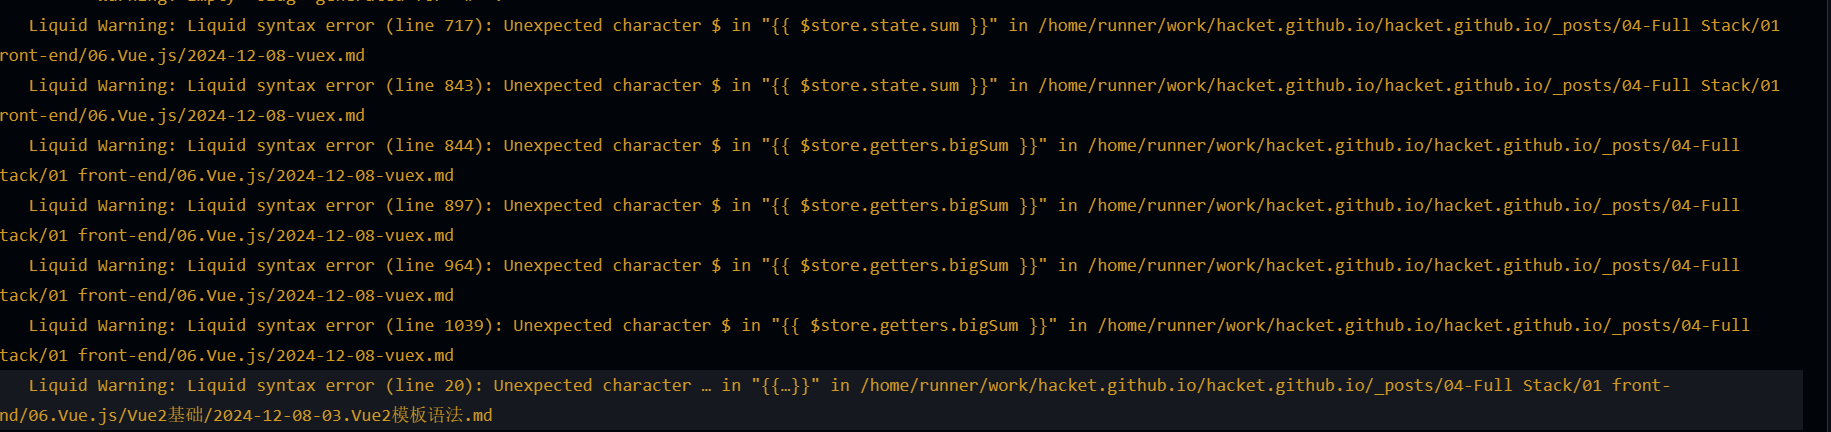 Liquid Warning: Liquid syntax error (line 717): Unexpected character $ in "{{ $store.state.sum }}" in /home/runner/work/hacket.github.io/hacket.github.io/_posts/04-Full Stack/01
ront-end/06.Vue.js/2024-12-08-vuex.md
Liquid Warning: Liquid syntax error (line 843): Unexpected character $ in "{{ $store.state.sum }}" in /home/runner/work/hacket.github.io/hacket.github.io/_posts/04-Full Stack/01
ront-end/06.Vue.js/2024-12-08-vuex.md
Liquid Warning: Liquid syntax error (line 844): Unexpected character $ in "{{ $store.getters.bigSum }}" in /home/runner/work/hacket.github.io/hacket.github.io/_posts/04-Full
tack/01 front-end/06.Vue.js/2024-12-08-vuex.md
Liquid Warning: Liquid syntax error (line 897): Unexpected character $ in "{{ $store.getters.bigSum }}" in /home/runner/work/hacket.github.io/hacket.github.io/_posts/04-Full
tack/01 front-end/06.Vue.js/2024-12-08-vuex.md
Liquid Warning: Liquid syntax error (line 964): Unexpected character $ in "{{ $store.getters.bigSum }}" in /home/runner/work/hacket.github.io/hacket.github.io/_posts/04-Full
tack/01 front-end/06.Vue.js/2024-12-08-vuex.md
Liquid Warning: Liquid syntax error (line 1039): Unexpected character $ in "{{ $store.getters.bigSum }}" in /home/runner/work/hacket.github.io/hacket.github.io/_posts/04-Full
tack/01 front-end/06.Vue.js/2024-12-08-vuex.md
Liquid Warning: Liquid syntax error (line 20): Unexpected character … in "{{…}}" in /home/runner/work/hacket.github.io/hacket.github.io/_posts/04-Full Stack/01 front-
nd/06.Vue.js/Vue2基础/2024-12-08-03.Vue2模板语法.md